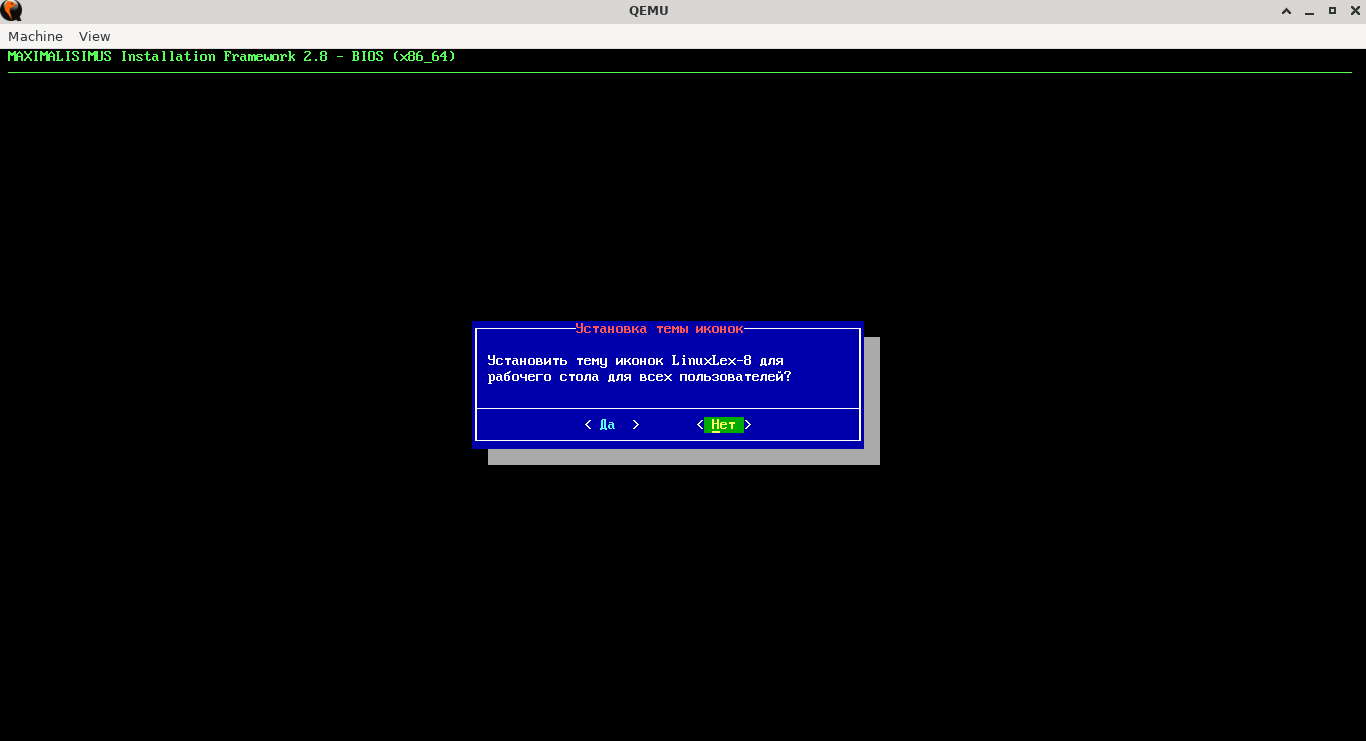 QEMU
Machine View
MAXIMALISIMUS Installation Framework 2.8 - BIOS (x86_64)
Установка темы иконок
Установить тему иконок LinuxLex-8 для
рабочего стола для всех пользователей?
< Да > <Нет>